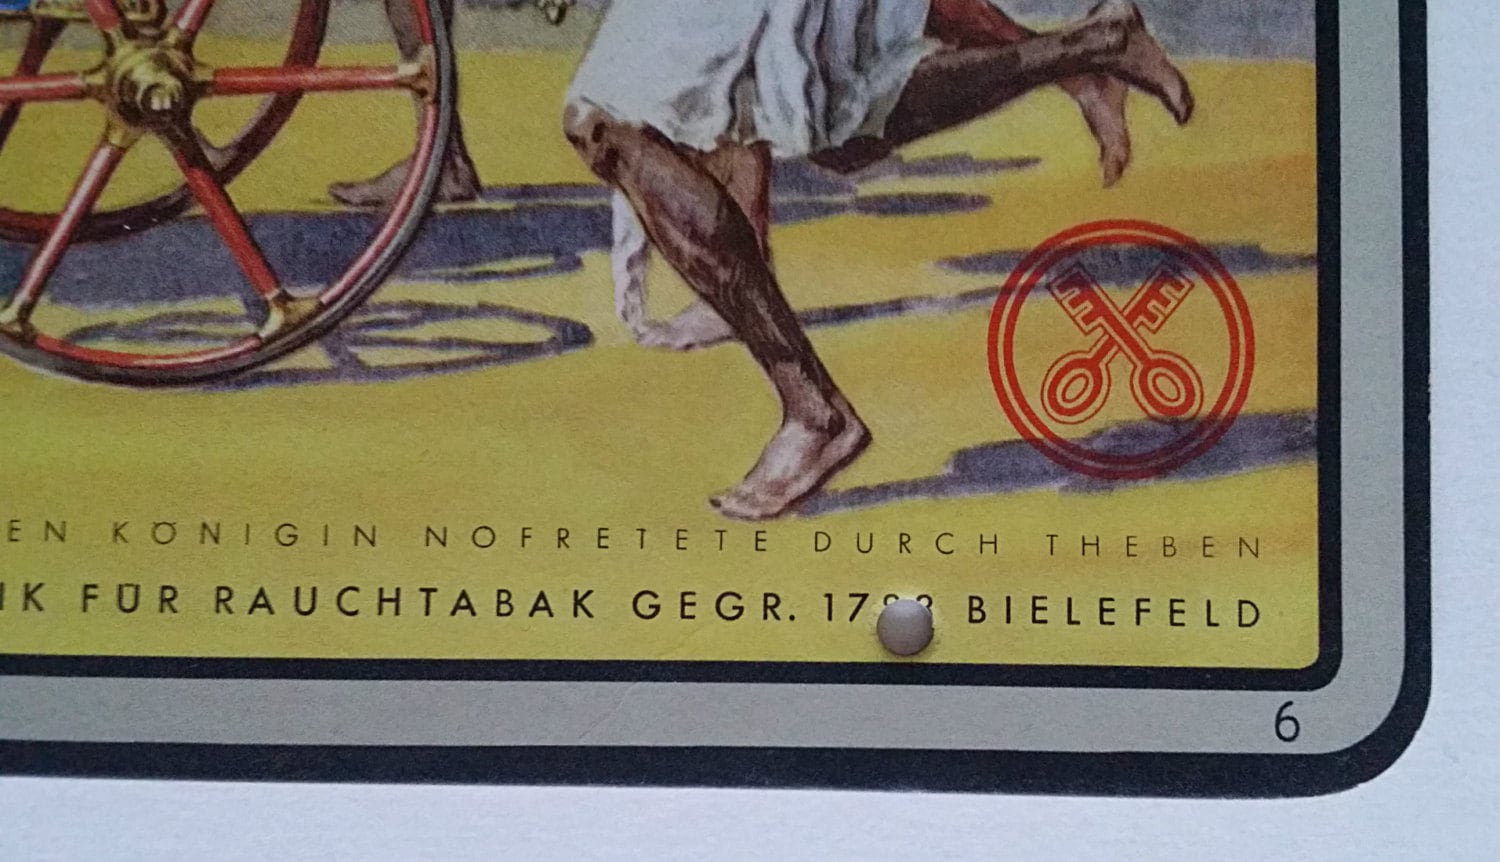 EN KÖNIGIN NOFRETETE DURCH THEBEN
IK FÜR RAUCHTABAK GEGR. BIELEFELD
6